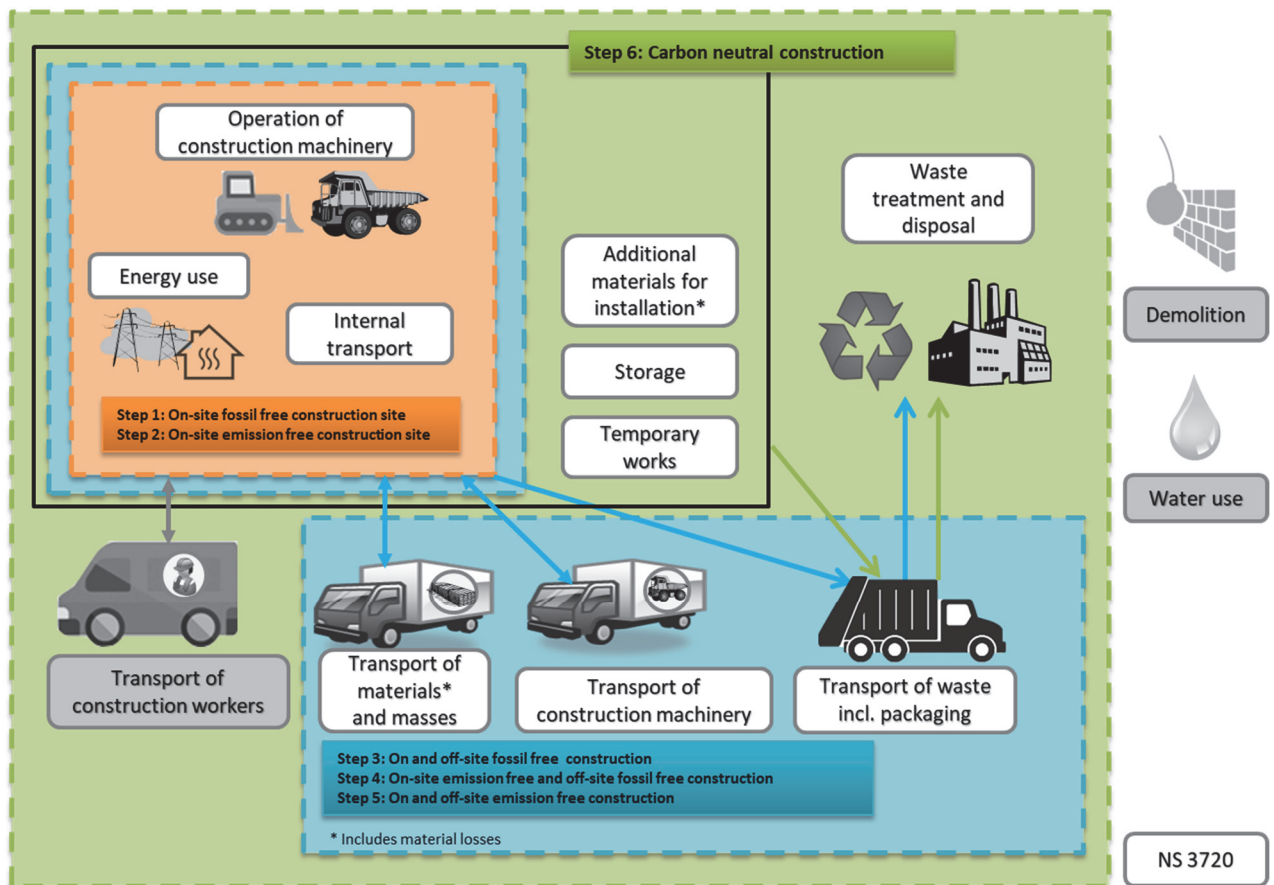 Step 6: Carbon neutral construction
Operation of
construction machinery
Energy use
Internal
transport
Step 1: On-site fossil free construction site
Step 2: On-site emission free construction site
Additional
materials for
installation*
Storage
Temporary
works
Waste
treatment and
disposal
Demolition
Water use
Transport of
construction workers
Transport of
materials*
and masses
Transport of
construction machinery
Transport of waste
incl. packaging
Step 3: On and off-site fossil free construction
Step 4: On-site emission free and off-site fossil free construction
Step 5: On and off-site emission free construction
* Includes material losses
NS 3720